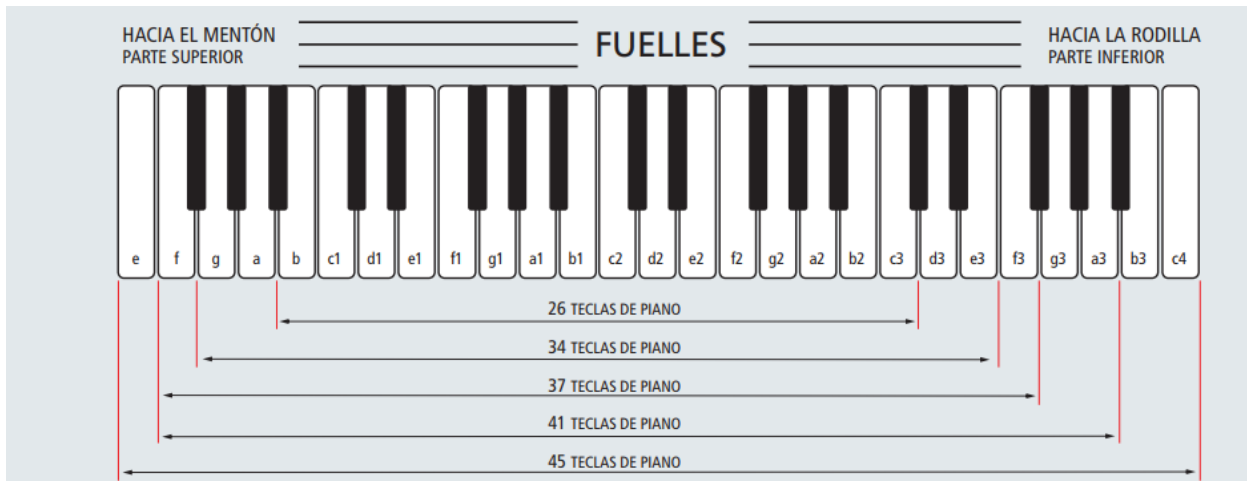 HACIA EL MENTÓN
PARTE SUPERIOR
FUELLES
HACIA LA RODILLA
PARTE INFERIOR
e f g a b c1 d1 e1 f1 g1 a1 b1 c2 d2 e2 f2 g2 a2 b2 c3 d3 e3 f3 g3 a3 b3 c4
26 TECLAS DE PIANO
34 TECLAS DE PIANO
37 TECLAS DE PIANO
41 TECLAS DE PIANO
45 TECLAS DE PIANO